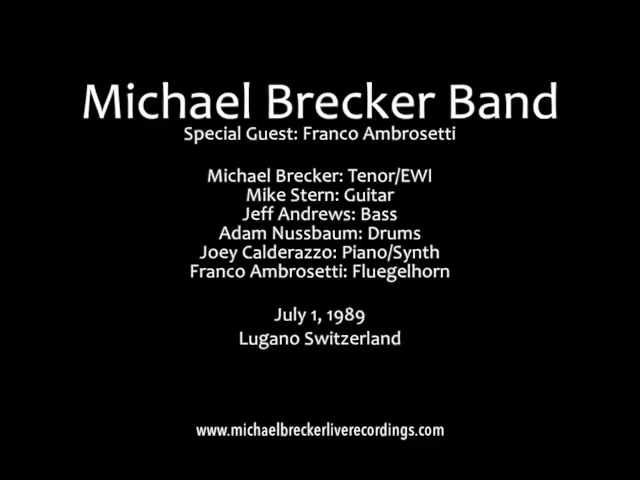 Michael Brecker Band
Special Guest: Franco Ambrosetti
Michael Brecker: Tenor/EWI
Mike Stern: Guitar
Jeff Andrews: Bass
Adam Nussbaum: Drums
Joey Calderazzo: Piano/Synth
Franco Ambrosetti: Fluegelhorn
July 1, 1989
Lugano Switzerland
www.michaelbreckerliverecordings.com